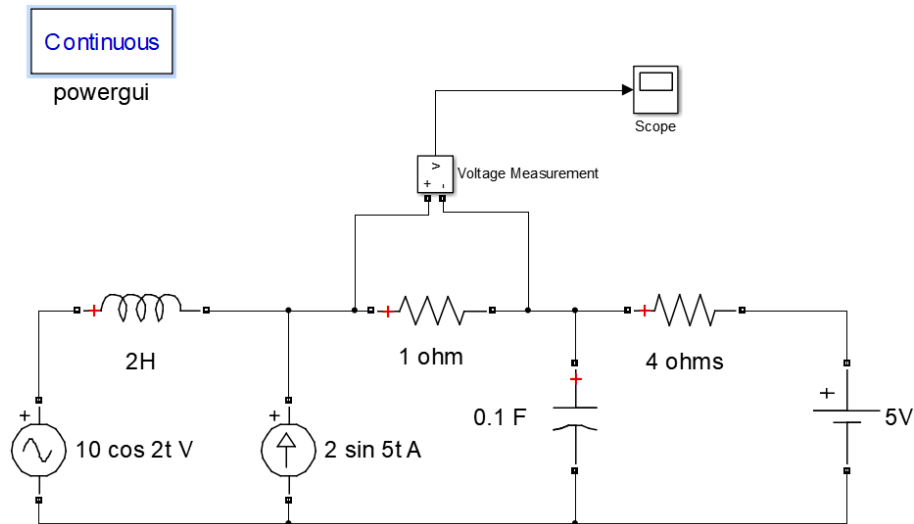 Continuous
powergui
Scope
v
+ -
Voltage Measurement
+
+
+
2H
1 ohm
4 ohms
+
10 cos 2t V
+
2 sin 5t A
+
0.1 F
+
5V